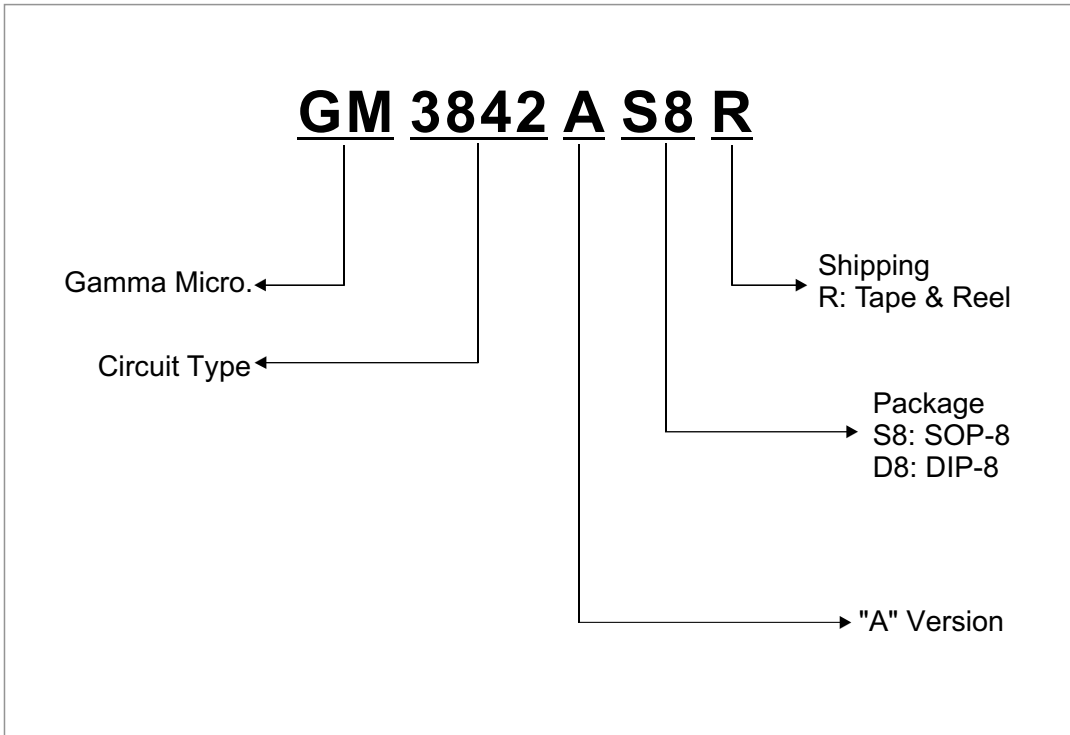 GM 3842 A S8 R
Gamma Micro.
Shipping
R: Tape & Reel
Circuit Type
Package
S8: SOP-8
D8: DIP-8
"A" Version